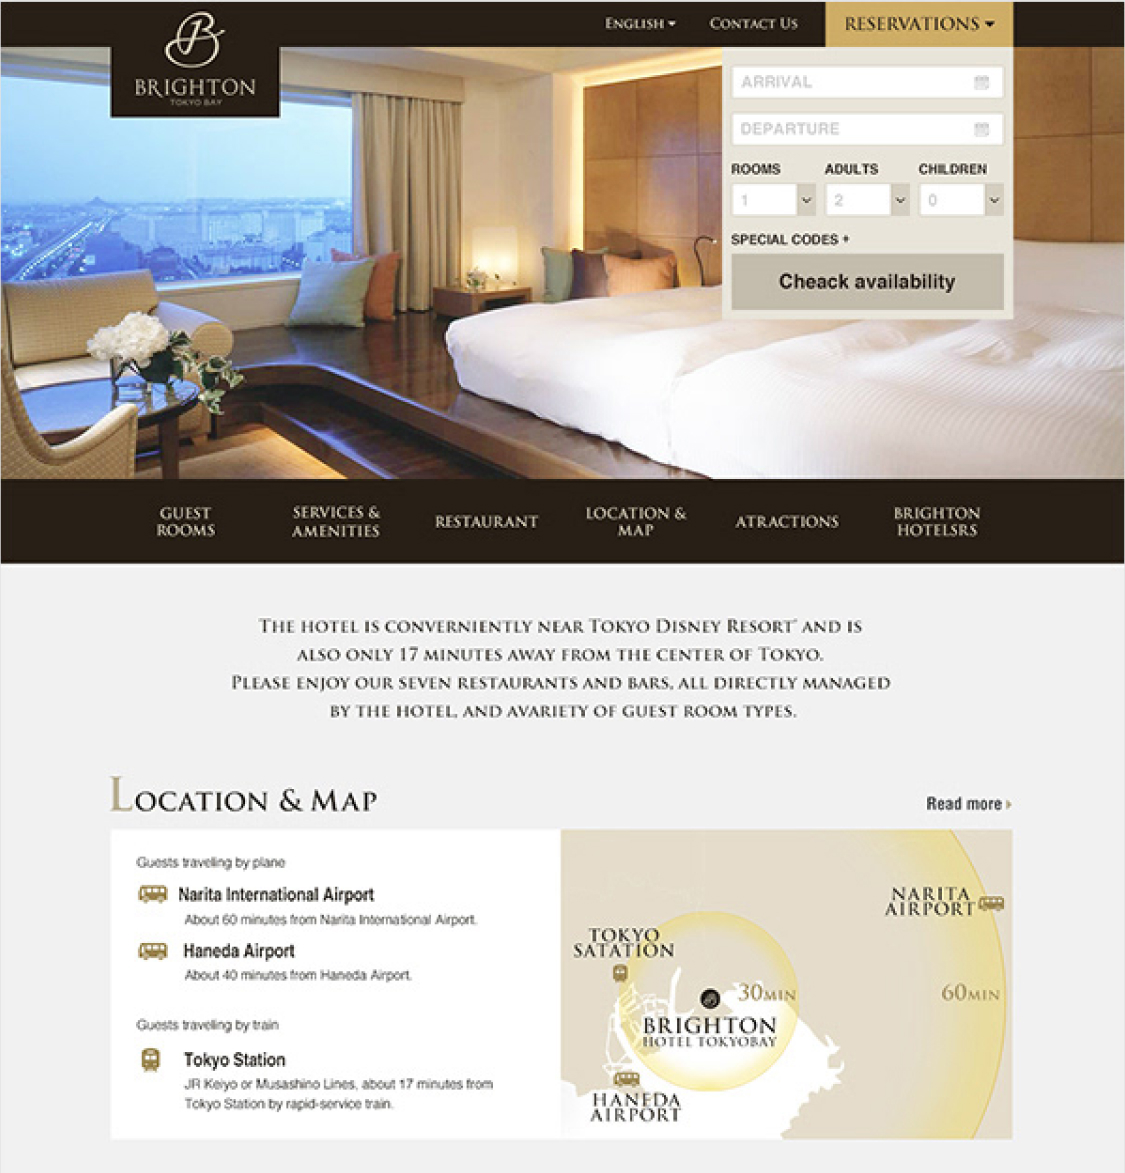 ENGLISH
CONTACT US
RESERVATIONS
B
BRIGHTON
TOKYO BAY
ARRIVAL
DEPARTURE
ROOMS ADULTS CHILDREN
1 2 0
SPECIAL CODES +
Cheack availability
GUEST
ROOMS
SERVICES &
AMENITIES
RESTAURANT
LOCATION &
MAP
ATRACTIONS
BRIGHTON
HOTELSRS
THE HOTEL IS CONVERNIENTLY NEAR TOKYO DISNEY RESORT AND IS
ALSO ONLY 17 MINUTES AWAY FROM THE CENTER OF TOKYO.
PLEASE ENJOY OUR SEVEN RESTAURANTS AND BARS, ALL DIRECTLY MANAGED
BY THE HOTEL, AND AVARIETY OF GUEST ROOM TYPES.
LOCATION & MAP
Read more
Guests traveling by plane
Narita International Airport
About 60 minutes from Narita International Airport.
Haneda Airport
About 40 minutes from Haneda Airport.
Guests traveling by train
Tokyo Station
JR Keiyo or Musashino Lines, about 17 minutes from
Tokyo Station by rapid-service train.
NARITA
AIRPORT
TOKYO
SATATION
30MIN
60MIN
BRIGHTON
HOTEL TOKYOBAY
HANEDA
AIRPORT